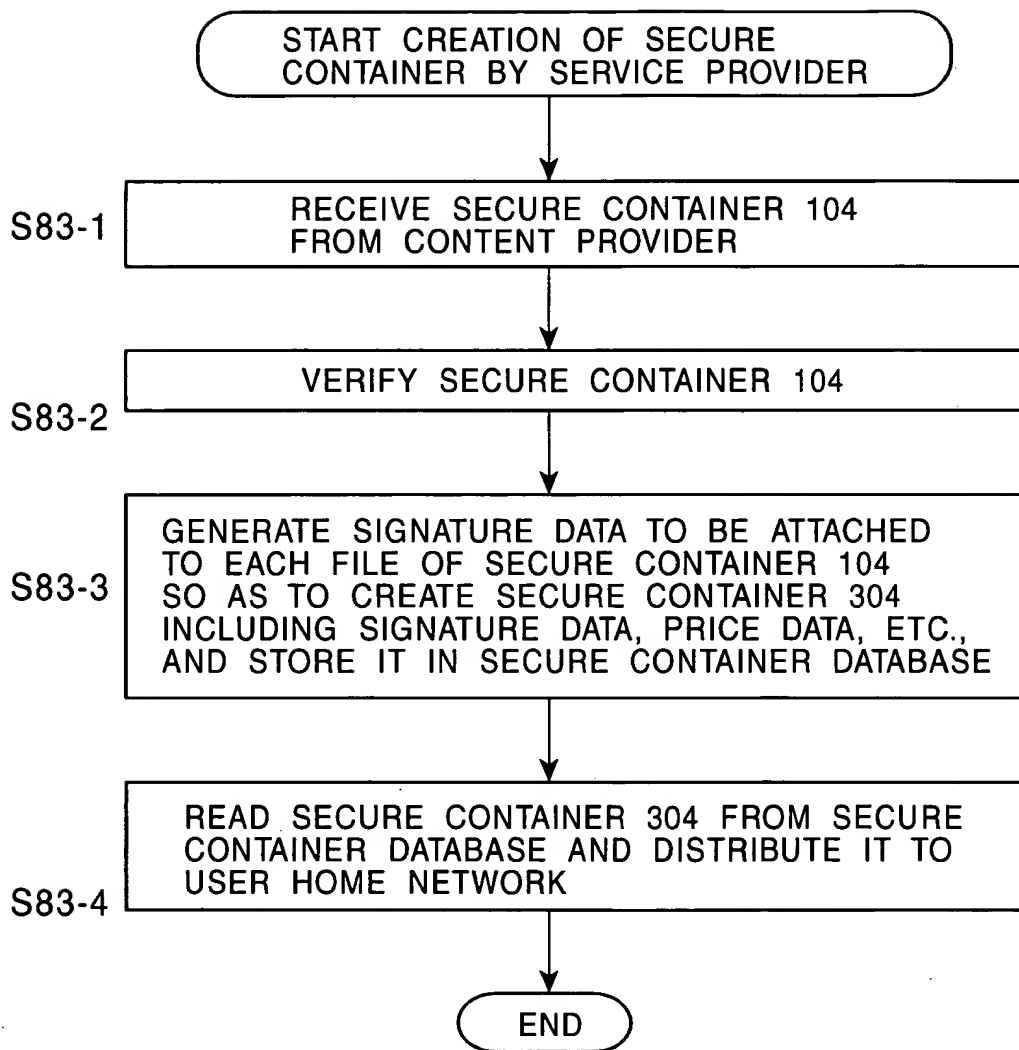 START CREATION OF SECURE
CONTAINER BY SERVICE PROVIDER
S83-1
RECEIVE SECURE CONTAINER 104
FROM CONTENT PROVIDER
S83-2
VERIFY SECURE CONTAINER 104
S83-3
GENERATE SIGNATURE DATA TO BE ATTACHED
TO EACH FILE OF SECURE CONTAINER 104
SO AS TO CREATE SECURE CONTAINER 304
INCLUDING SIGNATURE DATA, PRICE DATA, ETC.,
AND STORE IT IN SECURE CONTAINER DATABASE
S83-4
READ SECURE CONTAINER 304 FROM SECURE
CONTAINER DATABASE AND DISTRIBUTE IT TO
USER HOME NETWORK
END